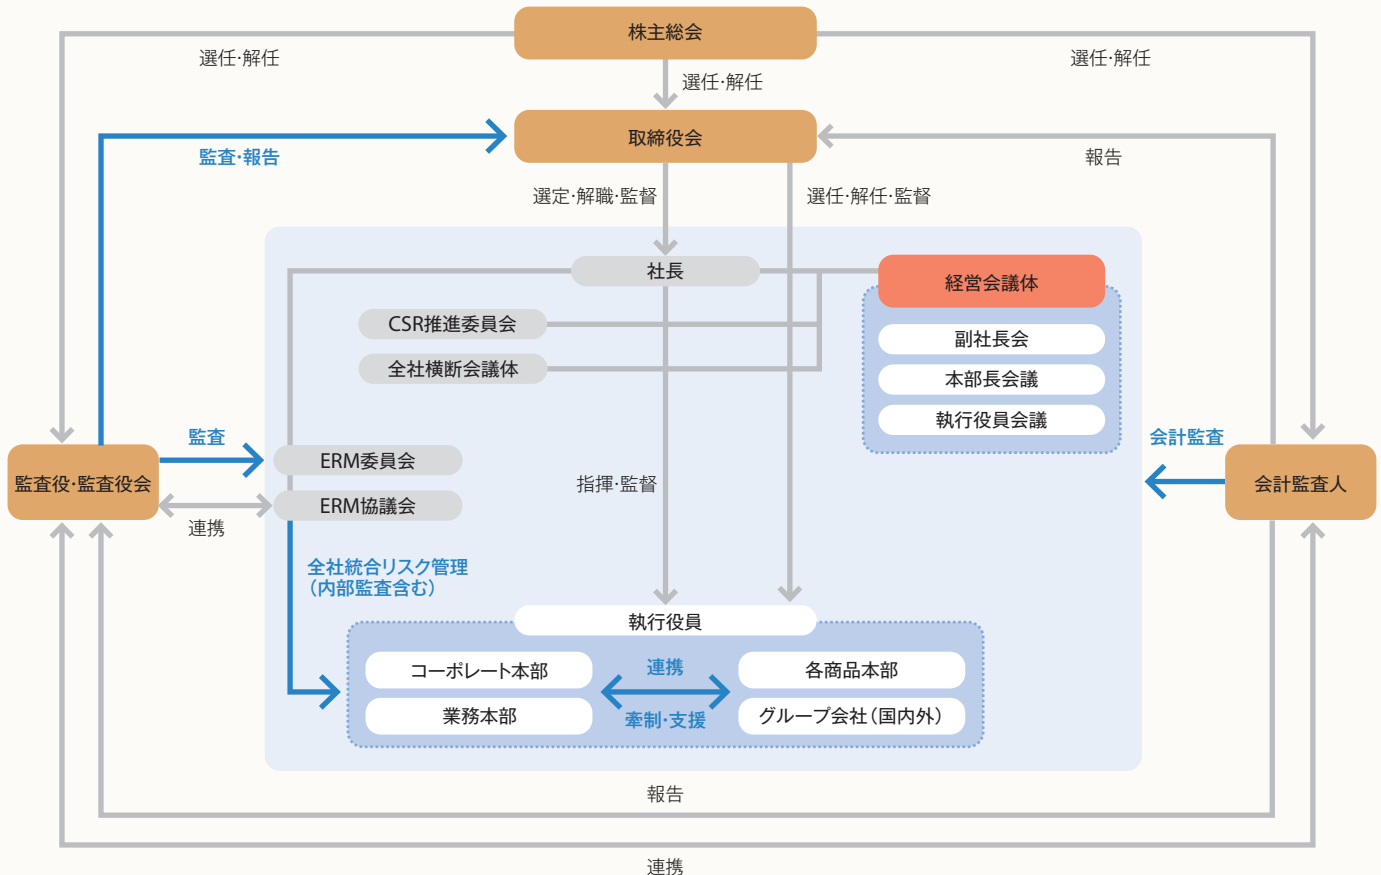 株主総会
選任・解任
選任・解任
選任・解任
取締役会
監査・報告
報告
選定・解職・監督
選任・解任・監督
社長
経営会議体
CSR推進委員会
副社長会
全社横断会議体
本部長会議
執行役員会議
監査
会計監査
ERM委員会
監査役・監査役会
指揮・監督
会計監査人
ERM協議会
連携
全社統合リスク管理
（内部監査含む）
執行役員
コーポレート本部
連携
各商品本部
業務本部
牽制・支援
グループ会社（国内外）
報告
連携